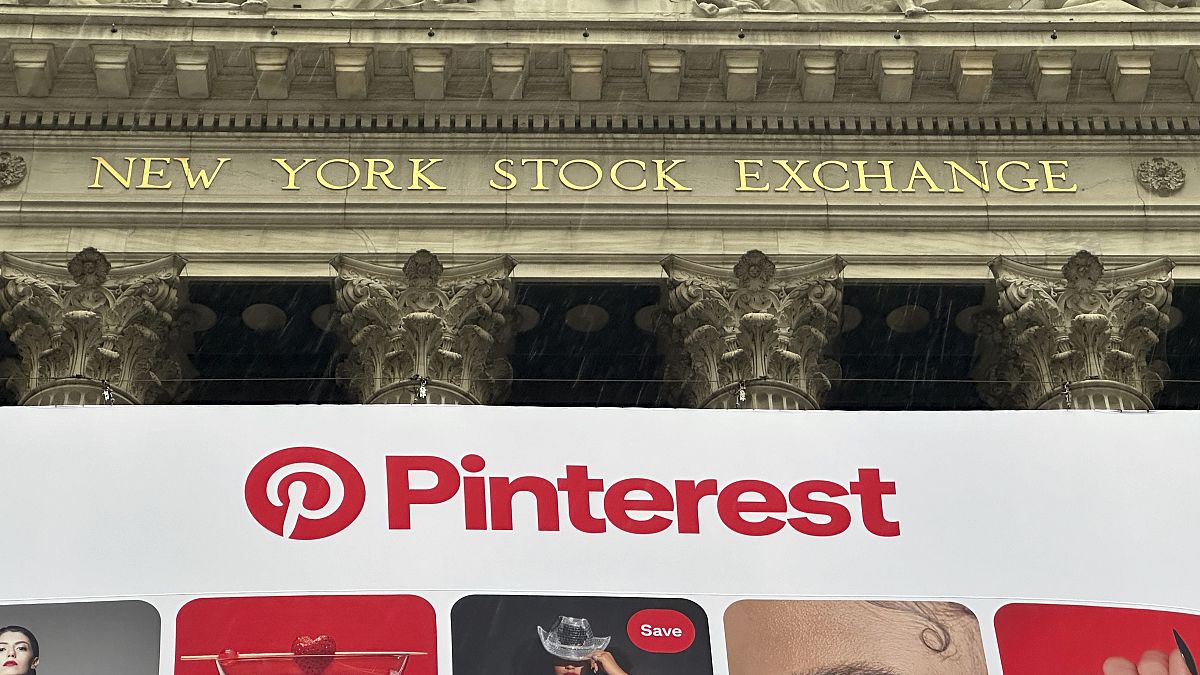 NEW YORK STOCK EXCHANGE
Pinterest
Save